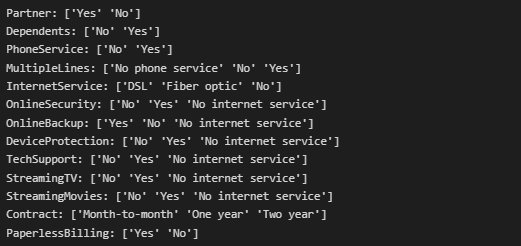 Partner: ['Yes' 'No']
Dependents: ['No' 'Yes']
PhoneService: ['No' 'Yes']
MultipleLines: ['No phone service' 'No' 'Yes']
InternetService: ['DSL' 'Fiber optic' 'No']
OnlineSecurity: ['No' 'Yes' 'No internet service']
OnlineBackup: ['Yes' 'No' 'No internet service']
DeviceProtection: ['No' 'Yes' 'No internet service']
TechSupport: ['No' 'Yes' 'No internet service']
StreamingTV: ['No' 'Yes' 'No internet service']
StreamingMovies: ['No' 'Yes' 'No internet service']
Contract: ['Month-to-month' 'One year' 'Two year']
PaperlessBilling: ['Yes' 'No']